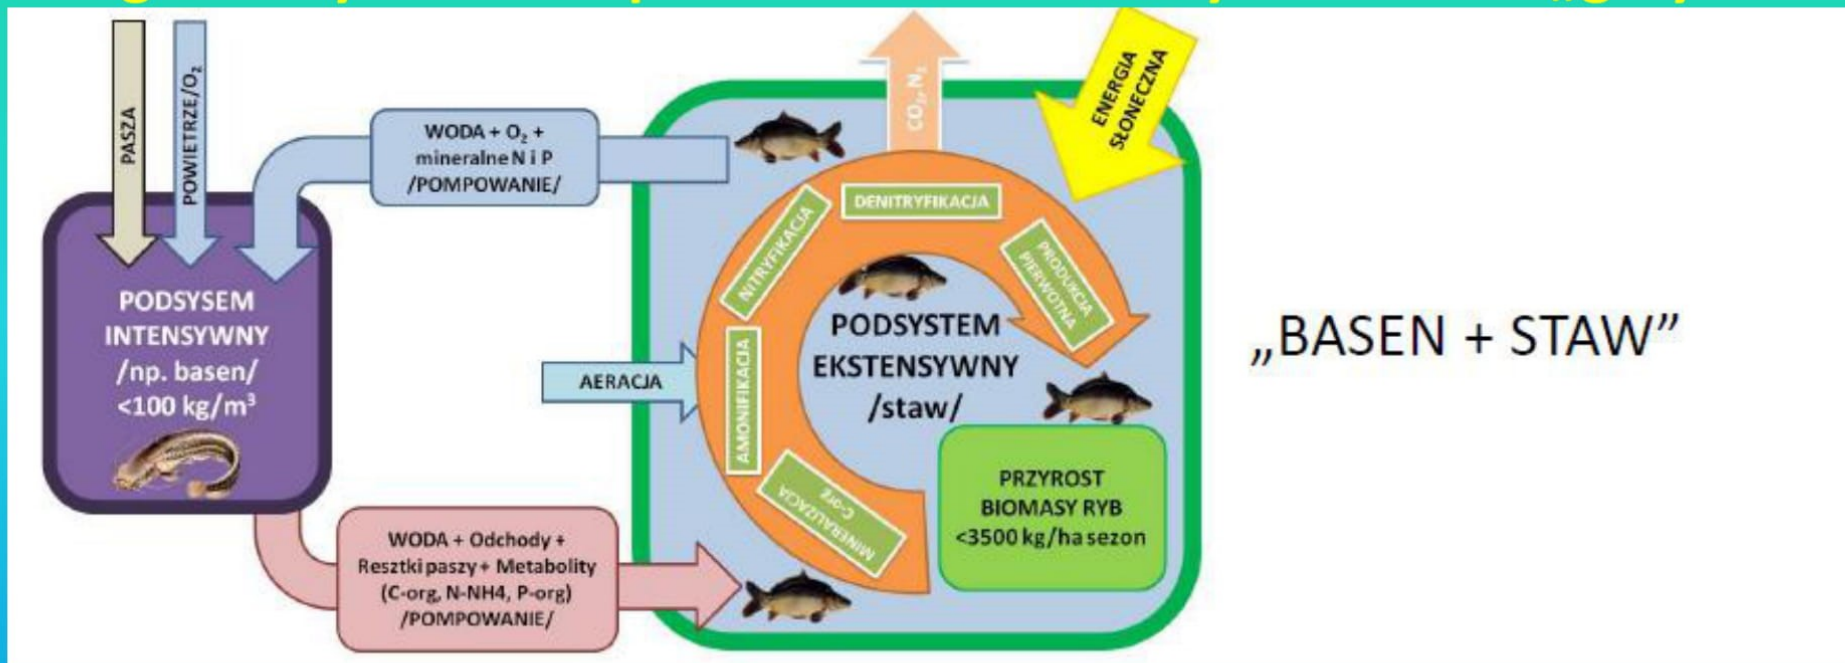 PASZA
POWIETRZE/O₂
WODA + O₂ +
mineralne N i P
/POMPOWANIE/
CO₂, N₂
ENERGIA
SŁONECZNA
PODSYSEM
INTENSYWNY
/np. basen/
<100 kg/m³
AERACJA
DENITRYFIKACJA
NITRYFIKACJA
PRODUKCJA
PIERWOTNA
AMONIFIKACJA
MINERALIZACJA
C-org
PODSYSTEM
EKSTENSYWNY
/staw/
PRZYROST
BIOMASY RYB
<3500 kg/ha sezon
WODA + Odchody +
Resztki paszy + Metabolity
(C-org, N-NH4, P-org)
/POMPOWANIE/
„BASEN + STAW”